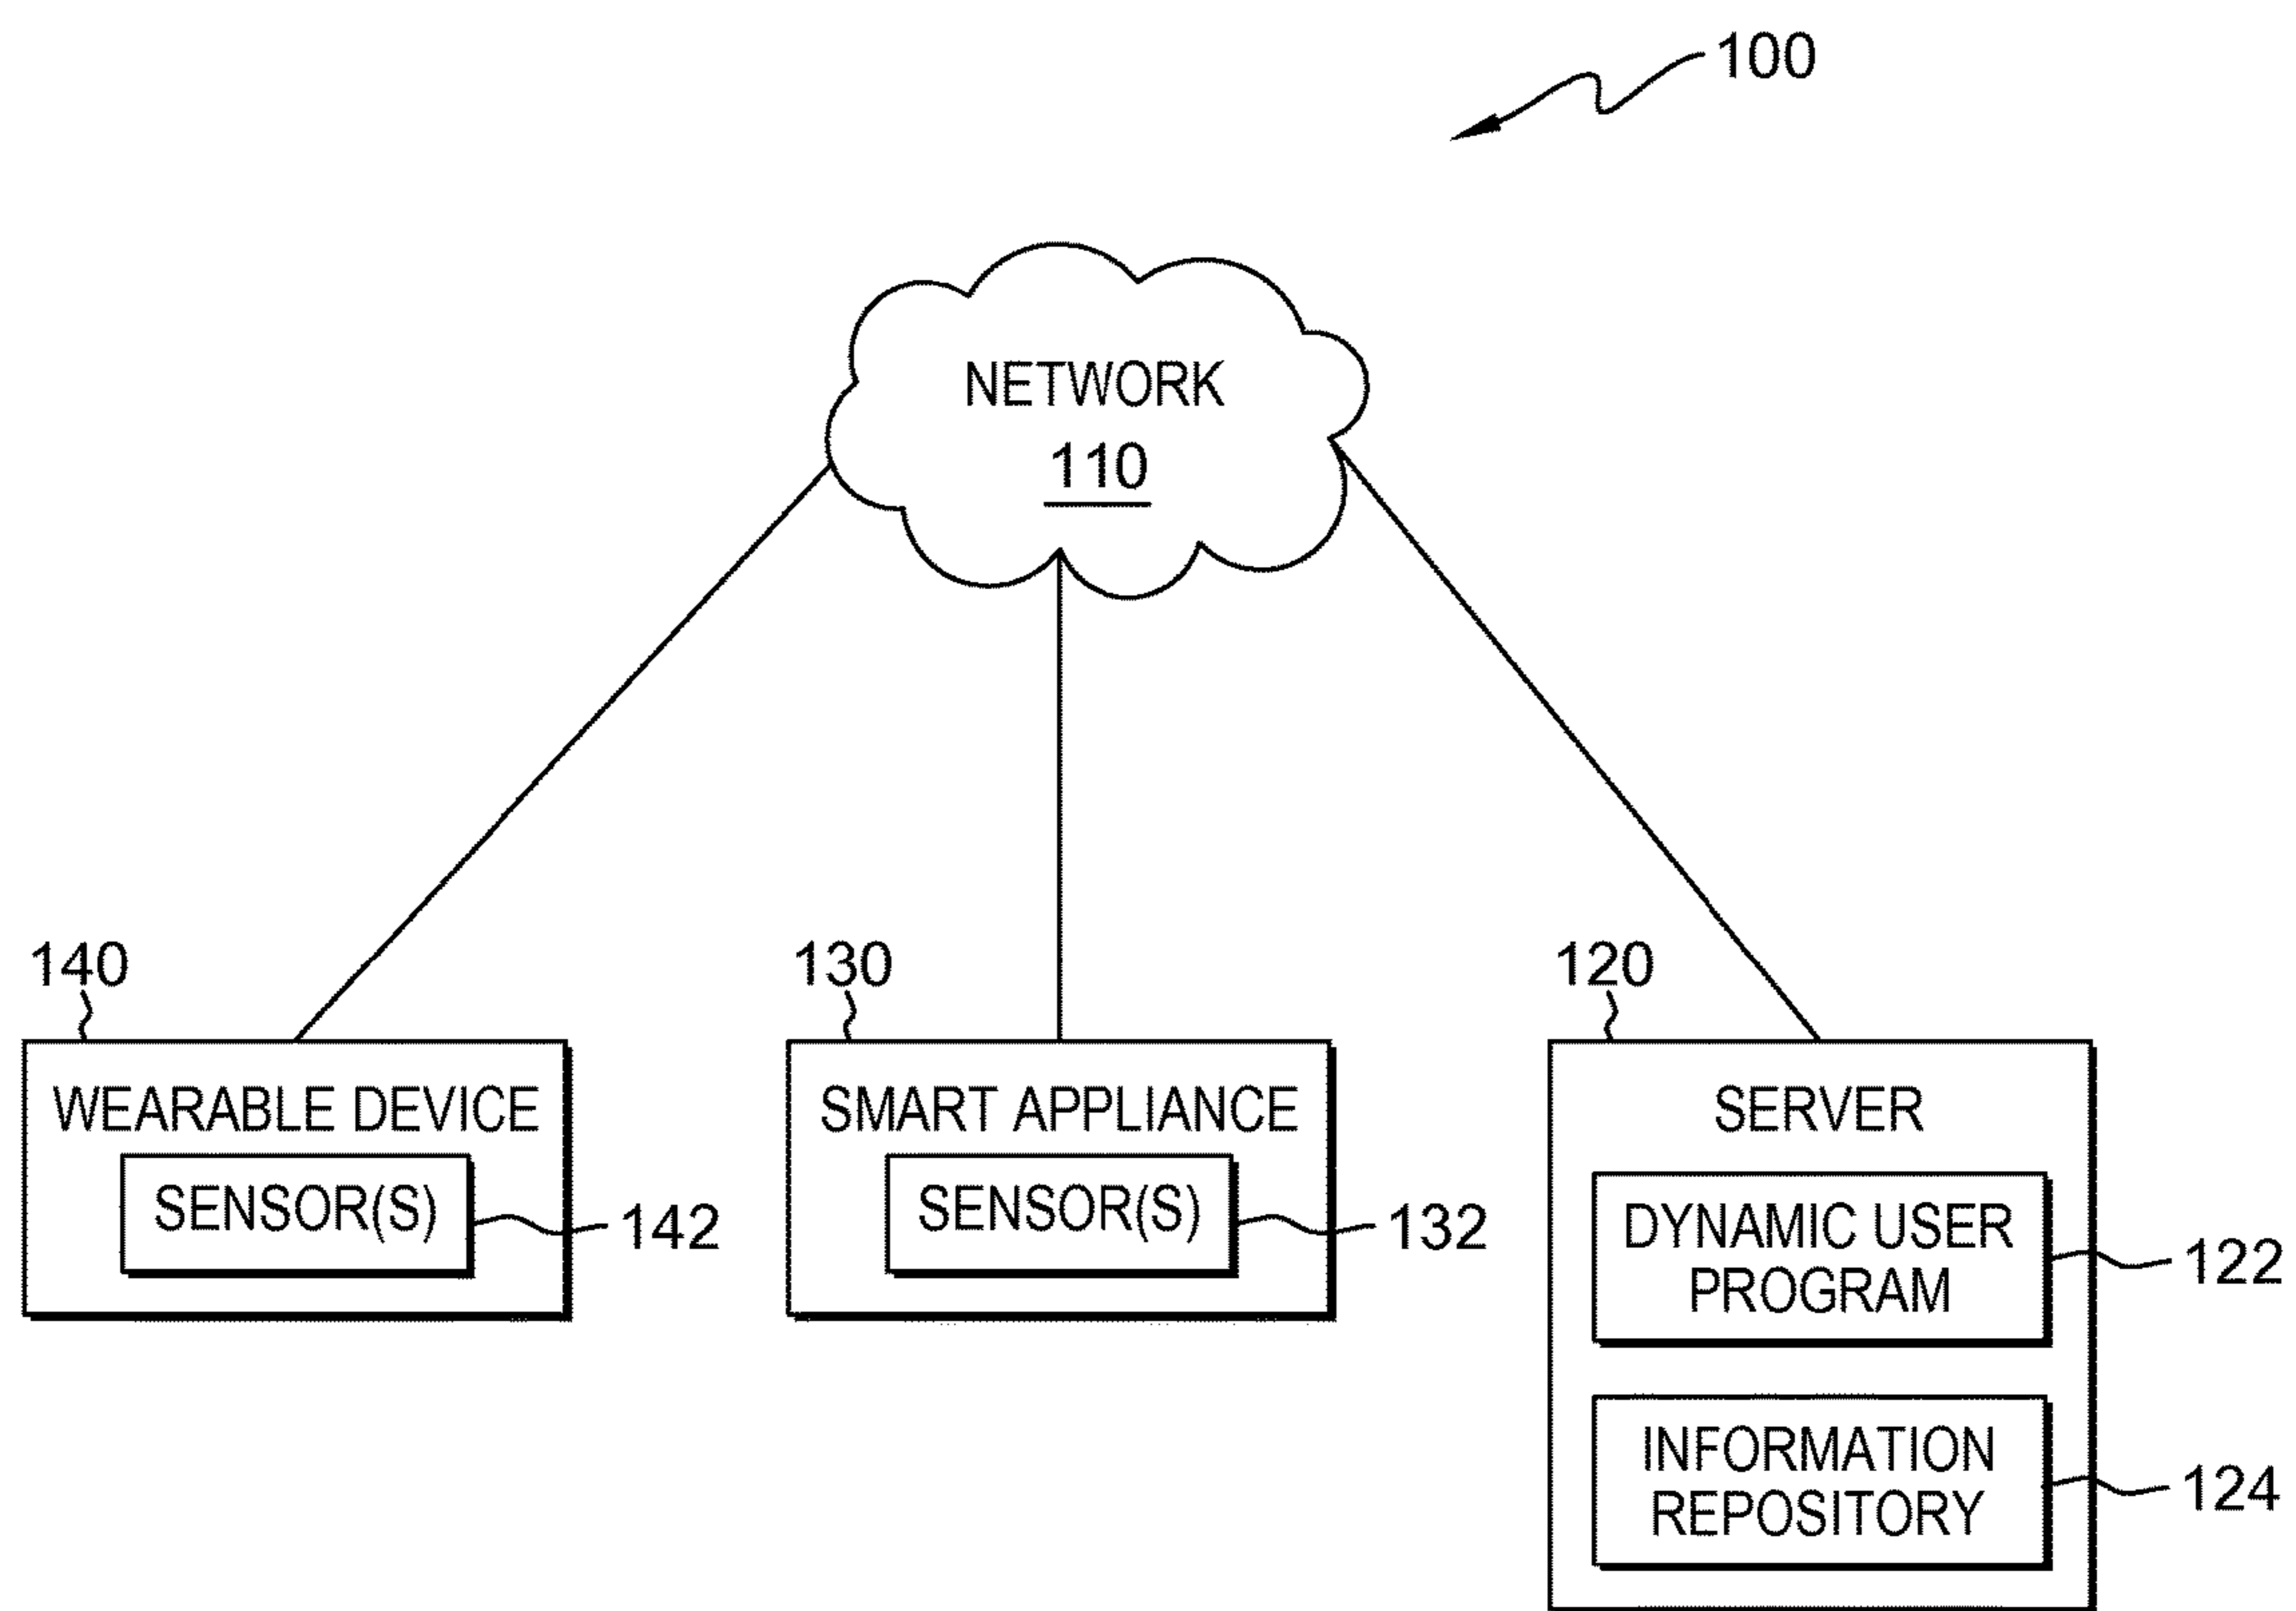 100
NETWORK
110
140
130
120
WEARABLE DEVICE
SENSOR(S)
142
SMART APPLIANCE
SENSOR(S)
132
SERVER
DYNAMIC USER
PROGRAM
122
INFORMATION
REPOSITORY
124